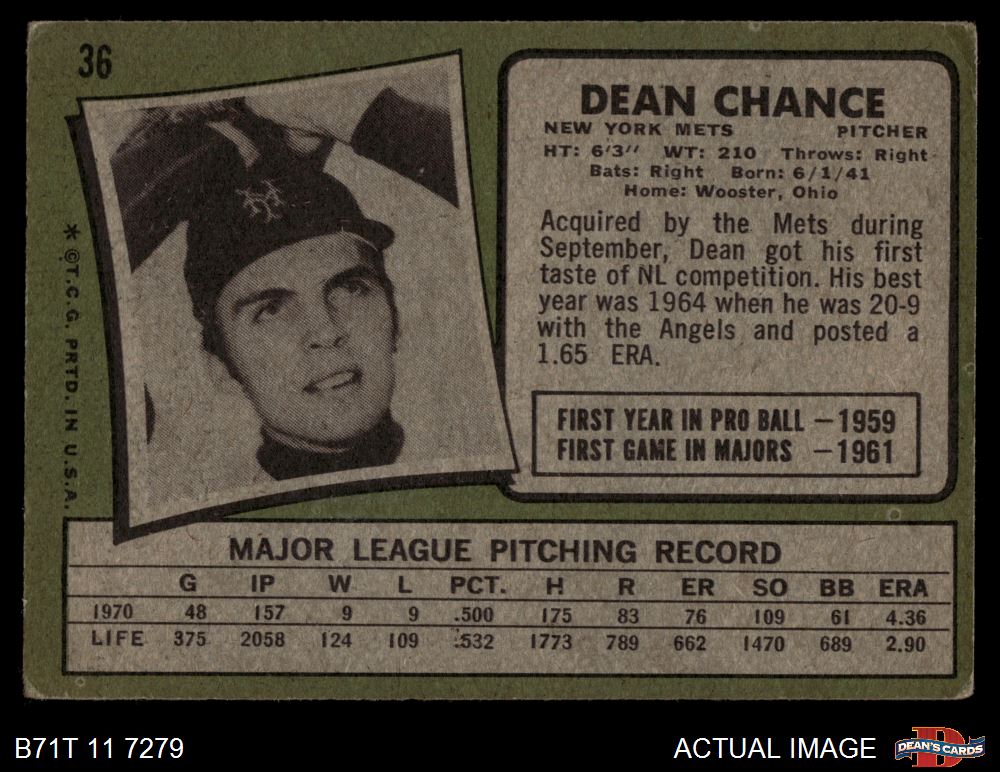 36
DEAN CHANCE
NEW YORK METS PITCHER
HT: 6'3" WT: 210 Throws: Right
Bats: Right Born: 6/1/41
Home: Wooster, Ohio
Acquired by the Mets during
September, Dean got his first
taste of NL competition. His best
year was 1964 when he was 20-9
with the Angels and posted a
1.65 ERA.
FIRST YEAR IN PRO BALL — 1959
FIRST GAME IN MAJORS — 1961
NY
* © T.C.G. PRTD. IN U.S.A.
MAJOR LEAGUE PITCHING RECORD
G IP W L PCT. H R ER SO BB ERA
1970 48 157 9 9 .500 175 83 76 109 61 4.36
LIFE 375 2058 124 109 .532 1773 789 662 1470 689 2.90
B71T 11 7279
ACTUAL IMAGE
D
DEAN'S CARDS